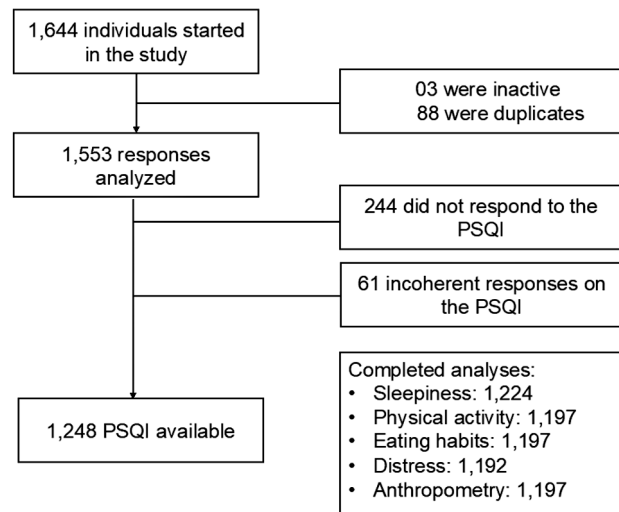 1,644 individuals started
in the study
03 were inactive
88 were duplicates
1,553 responses
analyzed
244 did not respond to the
PSQI
61 incoherent responses on
the PSQI
1,248 PSQI available
Completed analyses:
• Sleepiness: 1,224
• Physical activity: 1,197
• Eating habits: 1,197
• Distress: 1,192
• Anthropometry: 1,197